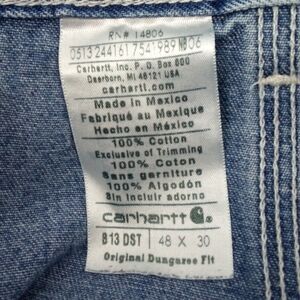 RN# 14806
0513 244161 754 1989 NB06
Carhartt, Inc. P.O. Box 600
Dearborn, MI 48121 USA
carhartt.com
Made in Mexico
Fabriqué au Mexique
Hecho en México
100% Cotton
Exclusive of Trimming
100% Coton
Sans garniture
100% Algodón
Sin incluir adorno
carhartt
B13 DST 48 X 30
Original Dungaree Fit